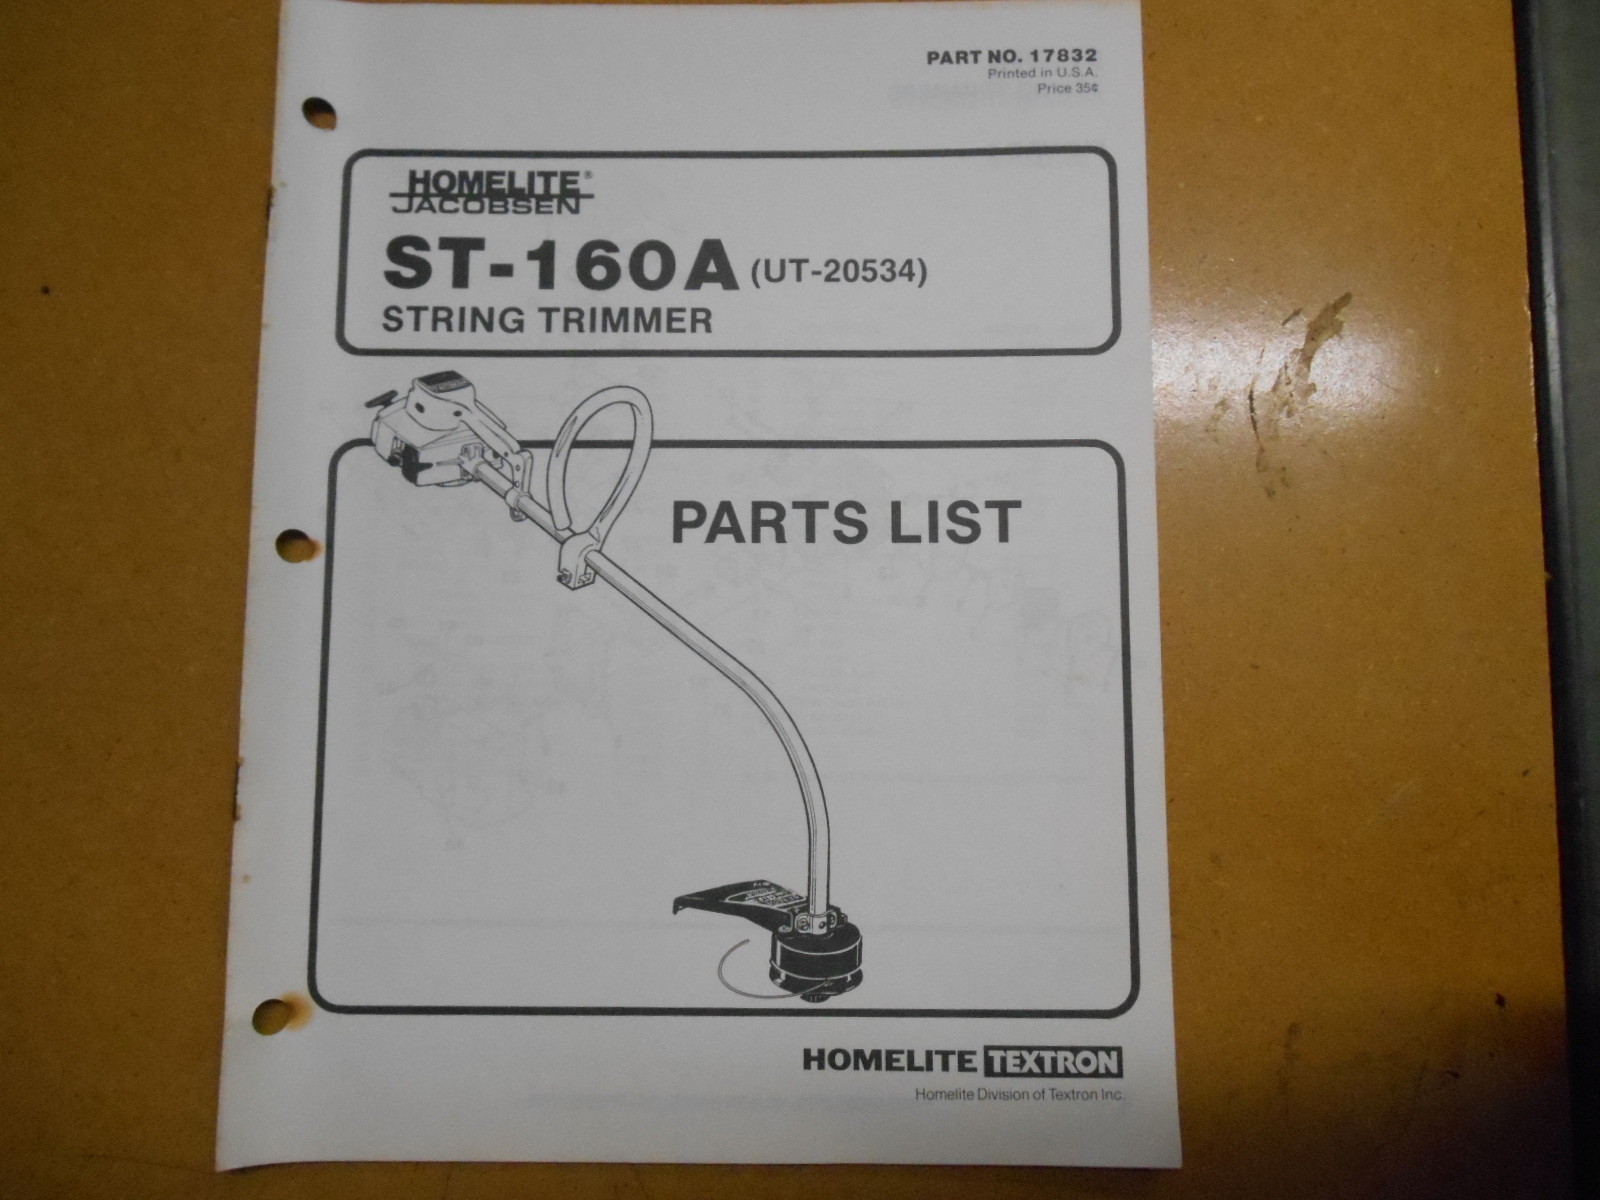 PART NO. 17832
Printed in U.S.A.
Price 35¢
HOMELITE®
JACOBSEN
ST-160A (UT-20534)
STRING TRIMMER
PARTS LIST
HOMELITE TEXTRON
Homelite Division of Textron Inc.